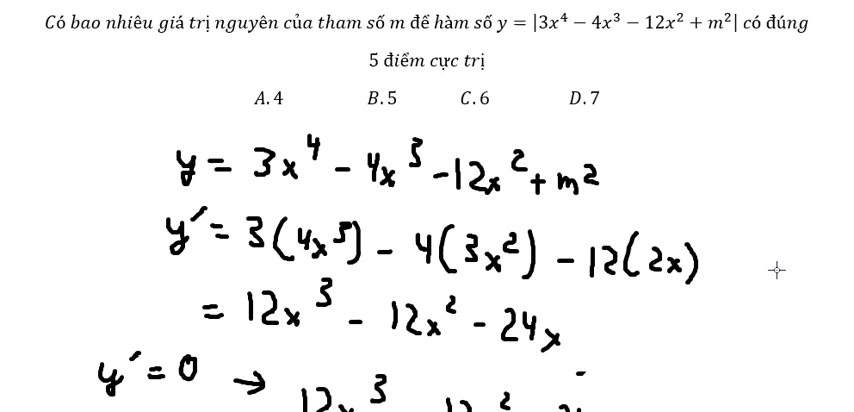 Có bao nhiêu giá trị nguyên của tham số m để hàm số y = |3x⁴ − 4x³ − 12x² + m²| có đúng
5 điểm cực trị
A. 4 B. 5 C. 6 D. 7
y = 3x⁴ - 4x³ - 12x² + m²
y' = 3(4x³) - 4(3x²) - 12(2x)
= 12x³ - 12x² - 24x
y' = 0 → 12x³